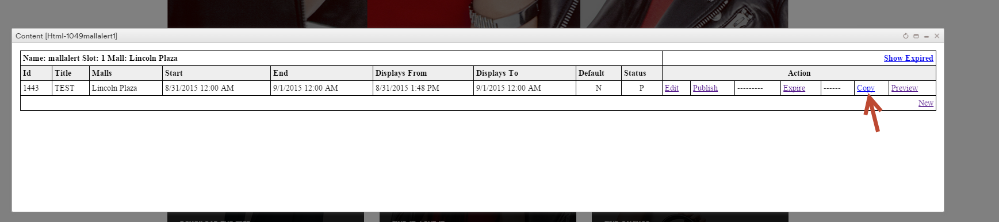 Content [Html-1049mallalert1]
Name: mallalert Slot: 1 Mall: Lincoln Plaza Show Expired
Id Title Malls Start End Displays From Displays To Default Status Action
1443 TEST Lincoln Plaza 8/31/2015 12:00 AM 9/1/2015 12:00 AM 8/31/2015 1:48 PM 9/1/2015 12:00 AM N P Edit Publish --------- Expire ------ Copy Preview
New